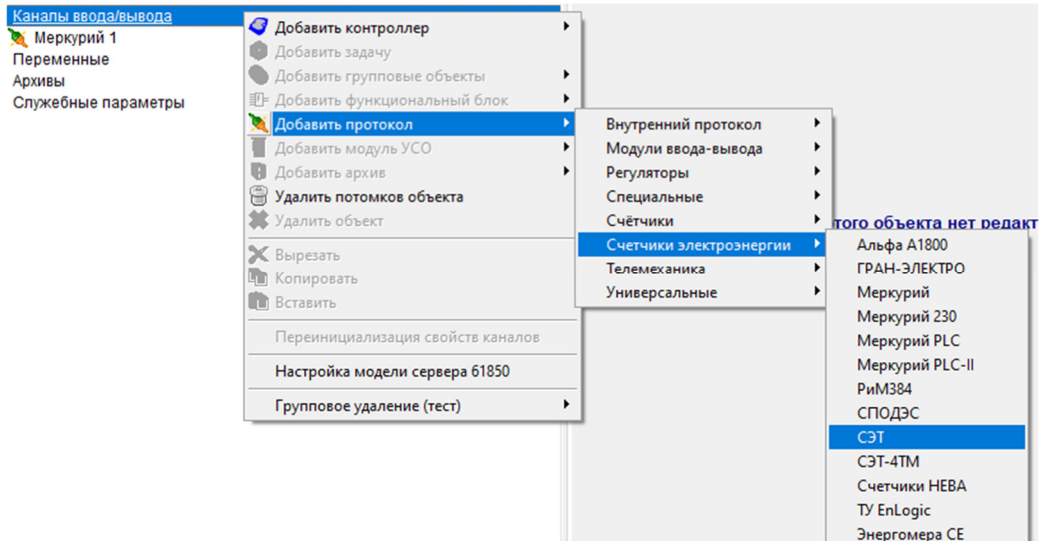 Каналы ввода/вывода
Меркурий 1
Переменные
Архивы
Служебные параметры
Добавить контроллер
Добавить задачу
Добавить групповые объекты
Добавить функциональный блок
Добавить протокол
Добавить модуль УСО
Добавить архив
Удалить потомков объекта
Удалить объект
Вырезать
Копировать
Вставить
Переинициализация свойств каналов
Настройка модели сервера 61850
Групповое удаление (тест)
Внутренний протокол
Модули ввода-вывода
Регуляторы
Специальные
Счётчики
Счетчики электроэнергии
Телемеханика
Универсальные
того объекта нет редакт
Альфа А1800
ГРАН-ЭЛЕКТРО
Меркурий
Меркурий 230
Меркурий PLC
Меркурий PLC-II
РиМ384
СПОДЭС
СЭТ
СЭТ-4ТМ
Счетчики НЕВА
ТУ EnLogic
Энергомера СЕ